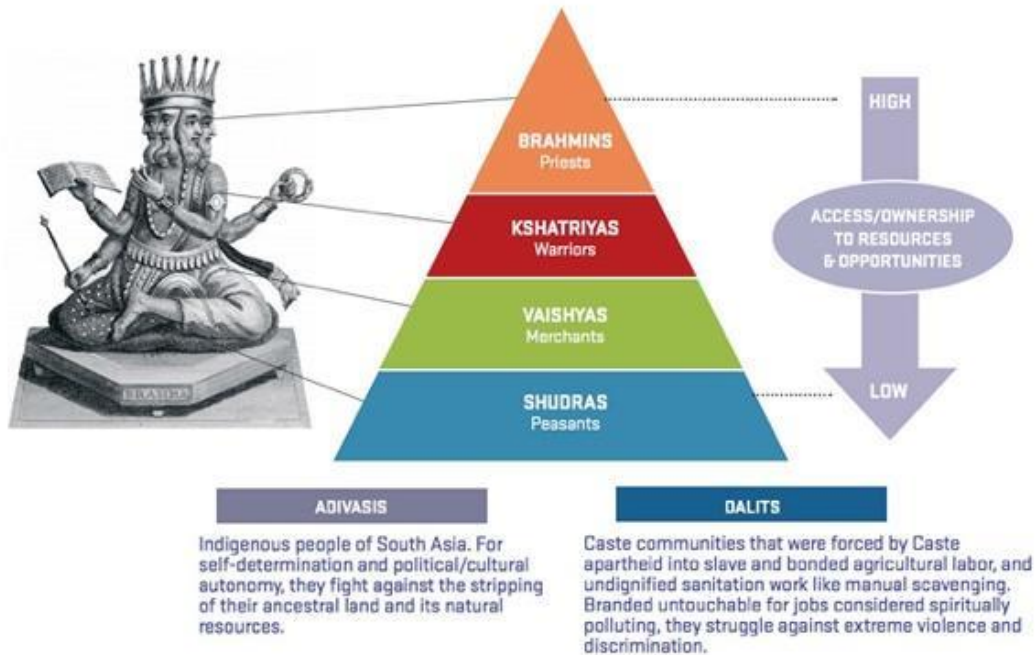 BRAHMINS
Priests
KSHATRIYAS
Warriors
VAISHYAS
Merchants
SHUDRAS
Peasants
HIGH
ACCESS/OWNERSHIP
TO RESOURCES
& OPPORTUNITIES
LOW
BRAHMA
ADIVASIS
Indigenous people of South Asia. For
self-determination and political/cultural
autonomy, they fight against the stripping
of their ancestral land and its natural
resources.
DALITS
Caste communities that were forced by Caste
apartheid into slave and bonded agricultural labor, and
undignified sanitation work like manual scavenging.
Branded untouchable for jobs considered spiritually
polluting, they struggle against extreme violence and
discrimination.